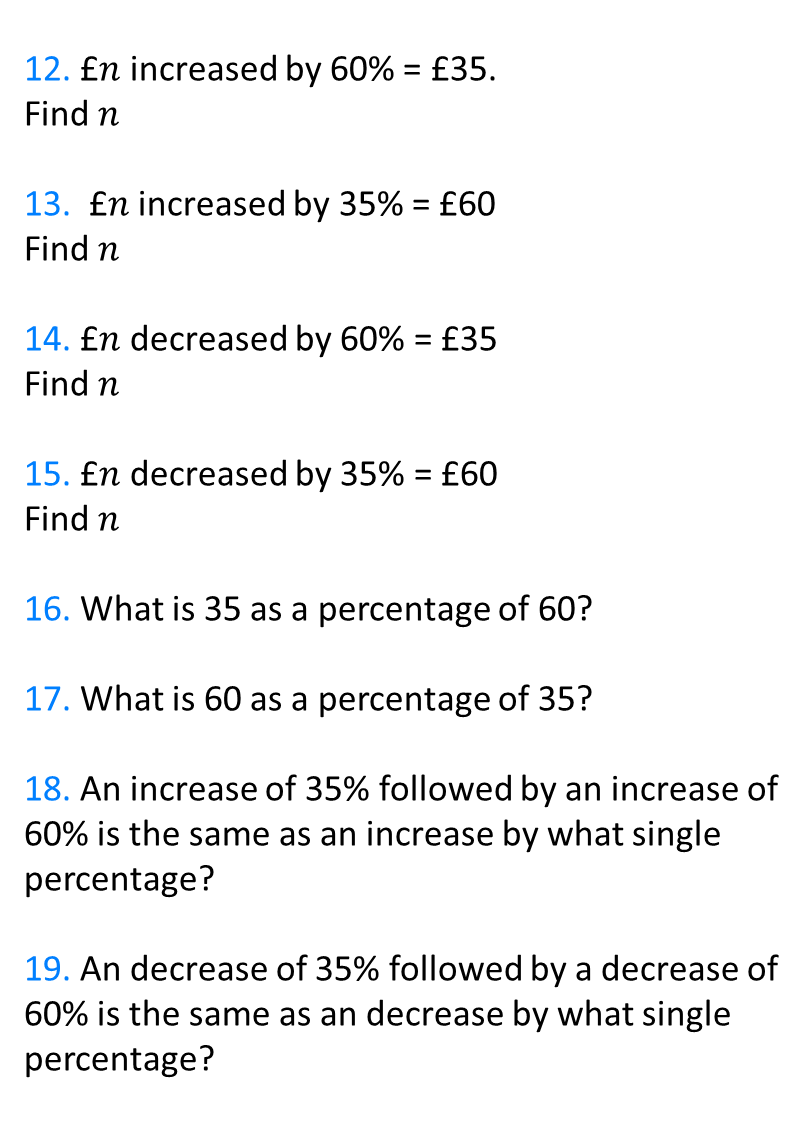 12. £n increased by 60% = £35.
Find n
13. £n increased by 35% = £60
Find n
14. £n decreased by 60% = £35
Find n
15. £n decreased by 35% = £60
Find n
16. What is 35 as a percentage of 60?
17. What is 60 as a percentage of 35?
18. An increase of 35% followed by an increase of
60% is the same as an increase by what single
percentage?
19. An decrease of 35% followed by a decrease of
60% is the same as an decrease by what single
percentage?